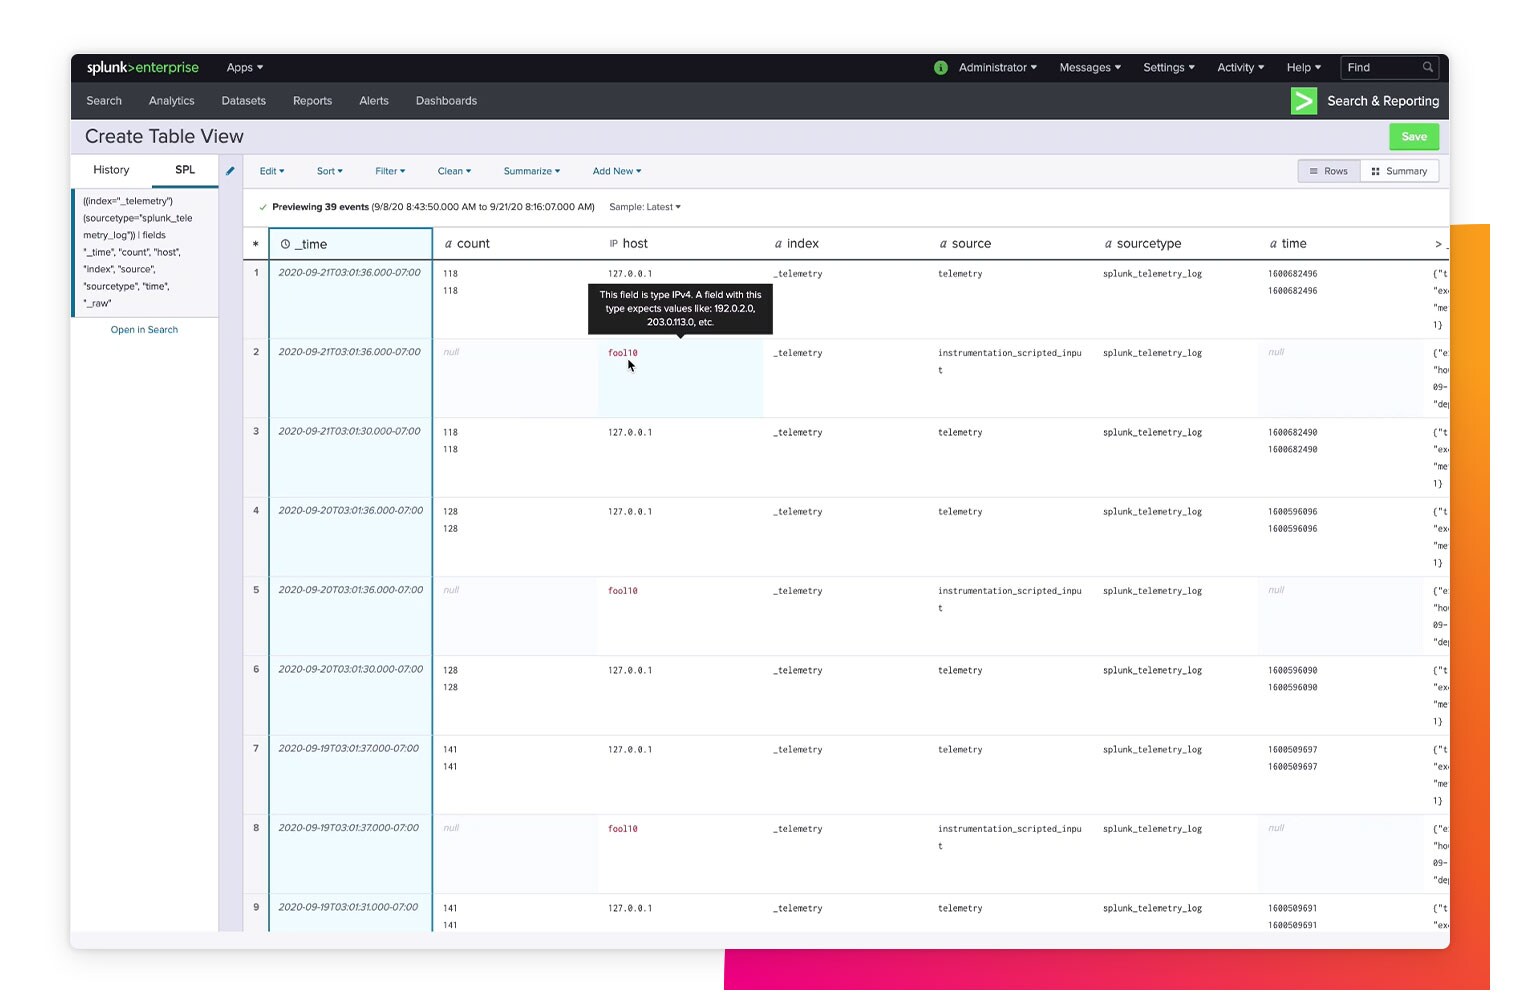 splunk>enterprise Apps Administrator Messages Settings Activity Help Find
Search Analytics Datasets Reports Alerts Dashboards Search & Reporting
Create Table View Save
History SPL Edit Sort Filter Clean Summarize Add New Rows Summary
((index="_telemetry")
(sourcetype="splunk_tele
metry_log")) | fields
"_time", "count", "host",
"index", "source",
"sourcetype", "time",
"_raw"
Open in Search
Previewing 39 events (9/8/20 8:43:50.000 AM to 9/21/20 8:16:07.000 AM) Sample: Latest
* _time a count IP host a index a source a sourcetype a time > _
1 2020-09-21T03:01:36.000-07:00 118 127.0.0.1 _telemetry telemetry splunk_telemetry_log 1600682496 {"t
118 1600682496 "ex
"me
1}
This field is type IPv4. A field with this
type expects values like: 192.0.2.0,
203.0.113.0, etc.
2 2020-09-21T03:01:36.000-07:00 null fool10 _telemetry instrumentation_scripted_inpu splunk_telemetry_log null {"e
t "ho
09-
"de
3 2020-09-21T03:01:30.000-07:00 118 127.0.0.1 _telemetry telemetry splunk_telemetry_log 1600682490 {"t
118 1600682490 "ex
"me
1}
4 2020-09-20T03:01:36.000-07:00 128 127.0.0.1 _telemetry telemetry splunk_telemetry_log 1600596096 {"t
128 1600596096 "ex
"me
1}
5 2020-09-20T03:01:36.000-07:00 null fool10 _telemetry instrumentation_scripted_inpu splunk_telemetry_log null {"e
t "ho
09-
"de
6 2020-09-20T03:01:30.000-07:00 128 127.0.0.1 _telemetry telemetry splunk_telemetry_log 1600596090 {"t
128 1600596090 "ex
"me
1}
7 2020-09-19T03:01:37.000-07:00 141 127.0.0.1 _telemetry telemetry splunk_telemetry_log 1600509697 {"t
141 1600509697 "ex
"me
1}
8 2020-09-19T03:01:37.000-07:00 null fool10 _telemetry instrumentation_scripted_inpu splunk_telemetry_log null {"e
t "ho
09-
"de
9 2020-09-19T03:01:31.000-07:00 141 127.0.0.1 _telemetry telemetry splunk_telemetry_log 1600509691 {"t
141 1600509691 "ex